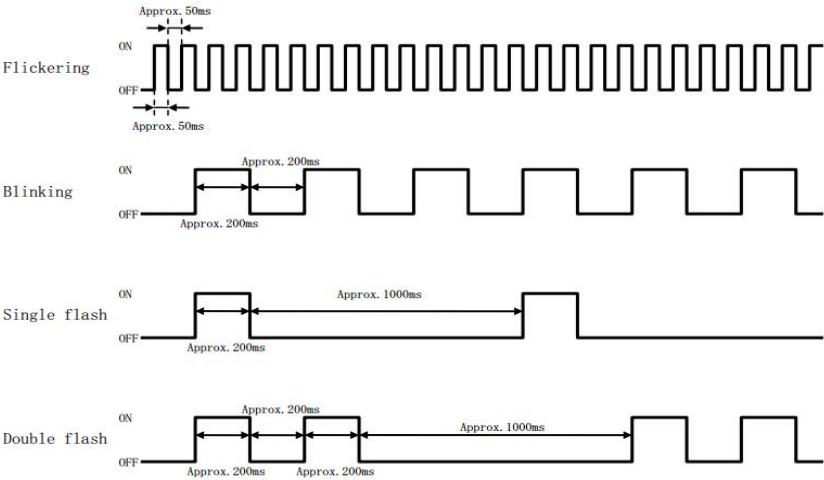 Approx. 50ms
ON
Flickering
OFF
Approx. 50ms
Approx. 200ms
ON
Blinking
OFF
Approx. 200ms
ON
Approx. 1000ms
Single flash
OFF
Approx. 200ms
Approx. 200ms
ON
Approx. 1000ms
Double flash
OFF
Approx. 200ms
Approx. 200ms